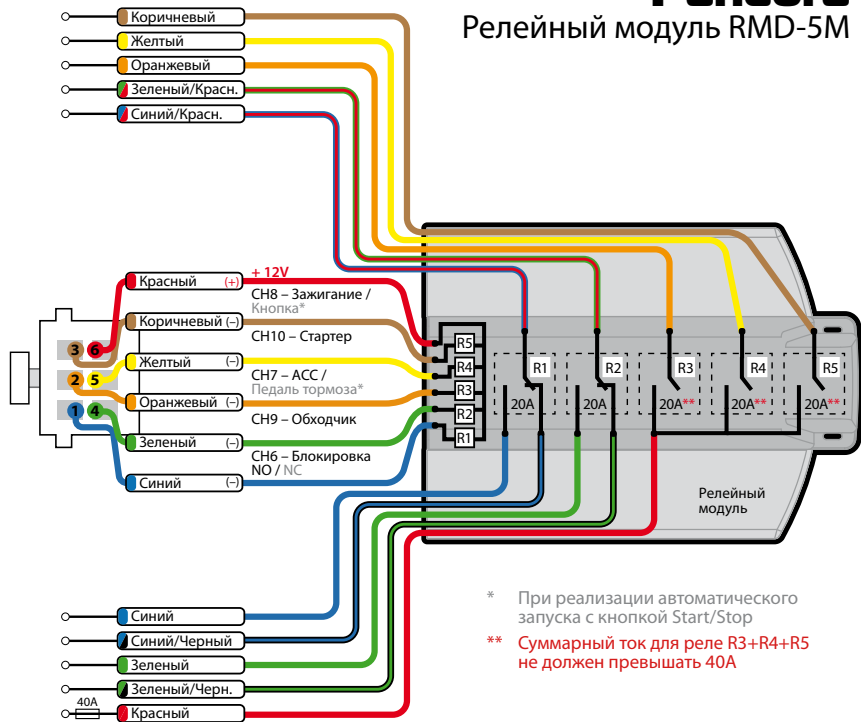 Релейный модуль RMD-5M
Коричневый
Желтый
Оранжевый
Зеленый/Красн.
Синий/Красн.
Красный (+)
+ 12V
CH8 – Зажигание /
Кнопка*
Коричневый (–)
CH10 – Стартер
Желтый (–)
CH7 – ACC /
Педаль тормоза*
Оранжевый (–)
CH9 – Обходчик
Зеленый (–)
CH6 – Блокировка
NO / NC
Синий (–)
3 6
2 5
1 4
R5
R4
R3
R2
R1
R1
R2
R3
R4
R5
20A
20A
20A**
20A**
20A**
Релейный
модуль
Синий
Синий/Черный
Зеленый
Зеленый/Черн.
40A
Красный
* При реализации автоматического
запуска с кнопкой Start/Stop
** Суммарный ток для реле R3+R4+R5
не должен превышать 40A